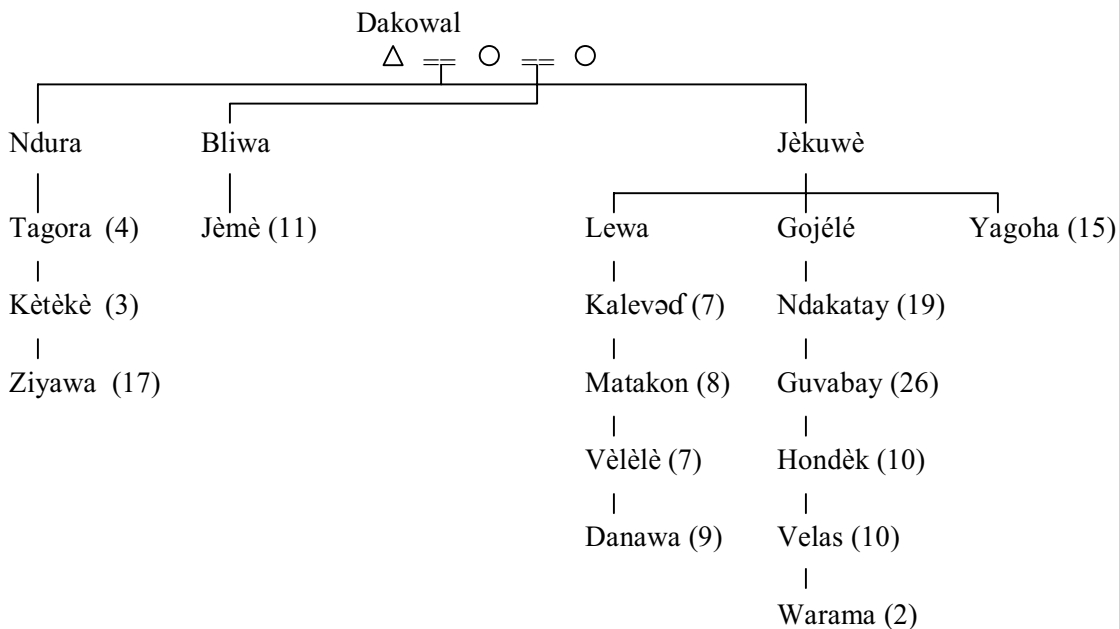 Dakowal
Ndura Bliwa Jèkuwè
Tagora (4) Jèmè (11) Lewa Gojélé Yagoha (15)
Kètèkè (3) Kalevəɗ (7) Ndakatay (19)
Ziyawa (17) Matakon (8) Guvabay (26)
Vèlèlè (7) Hondèk (10)
Danawa (9) Velas (10)
Warama (2)